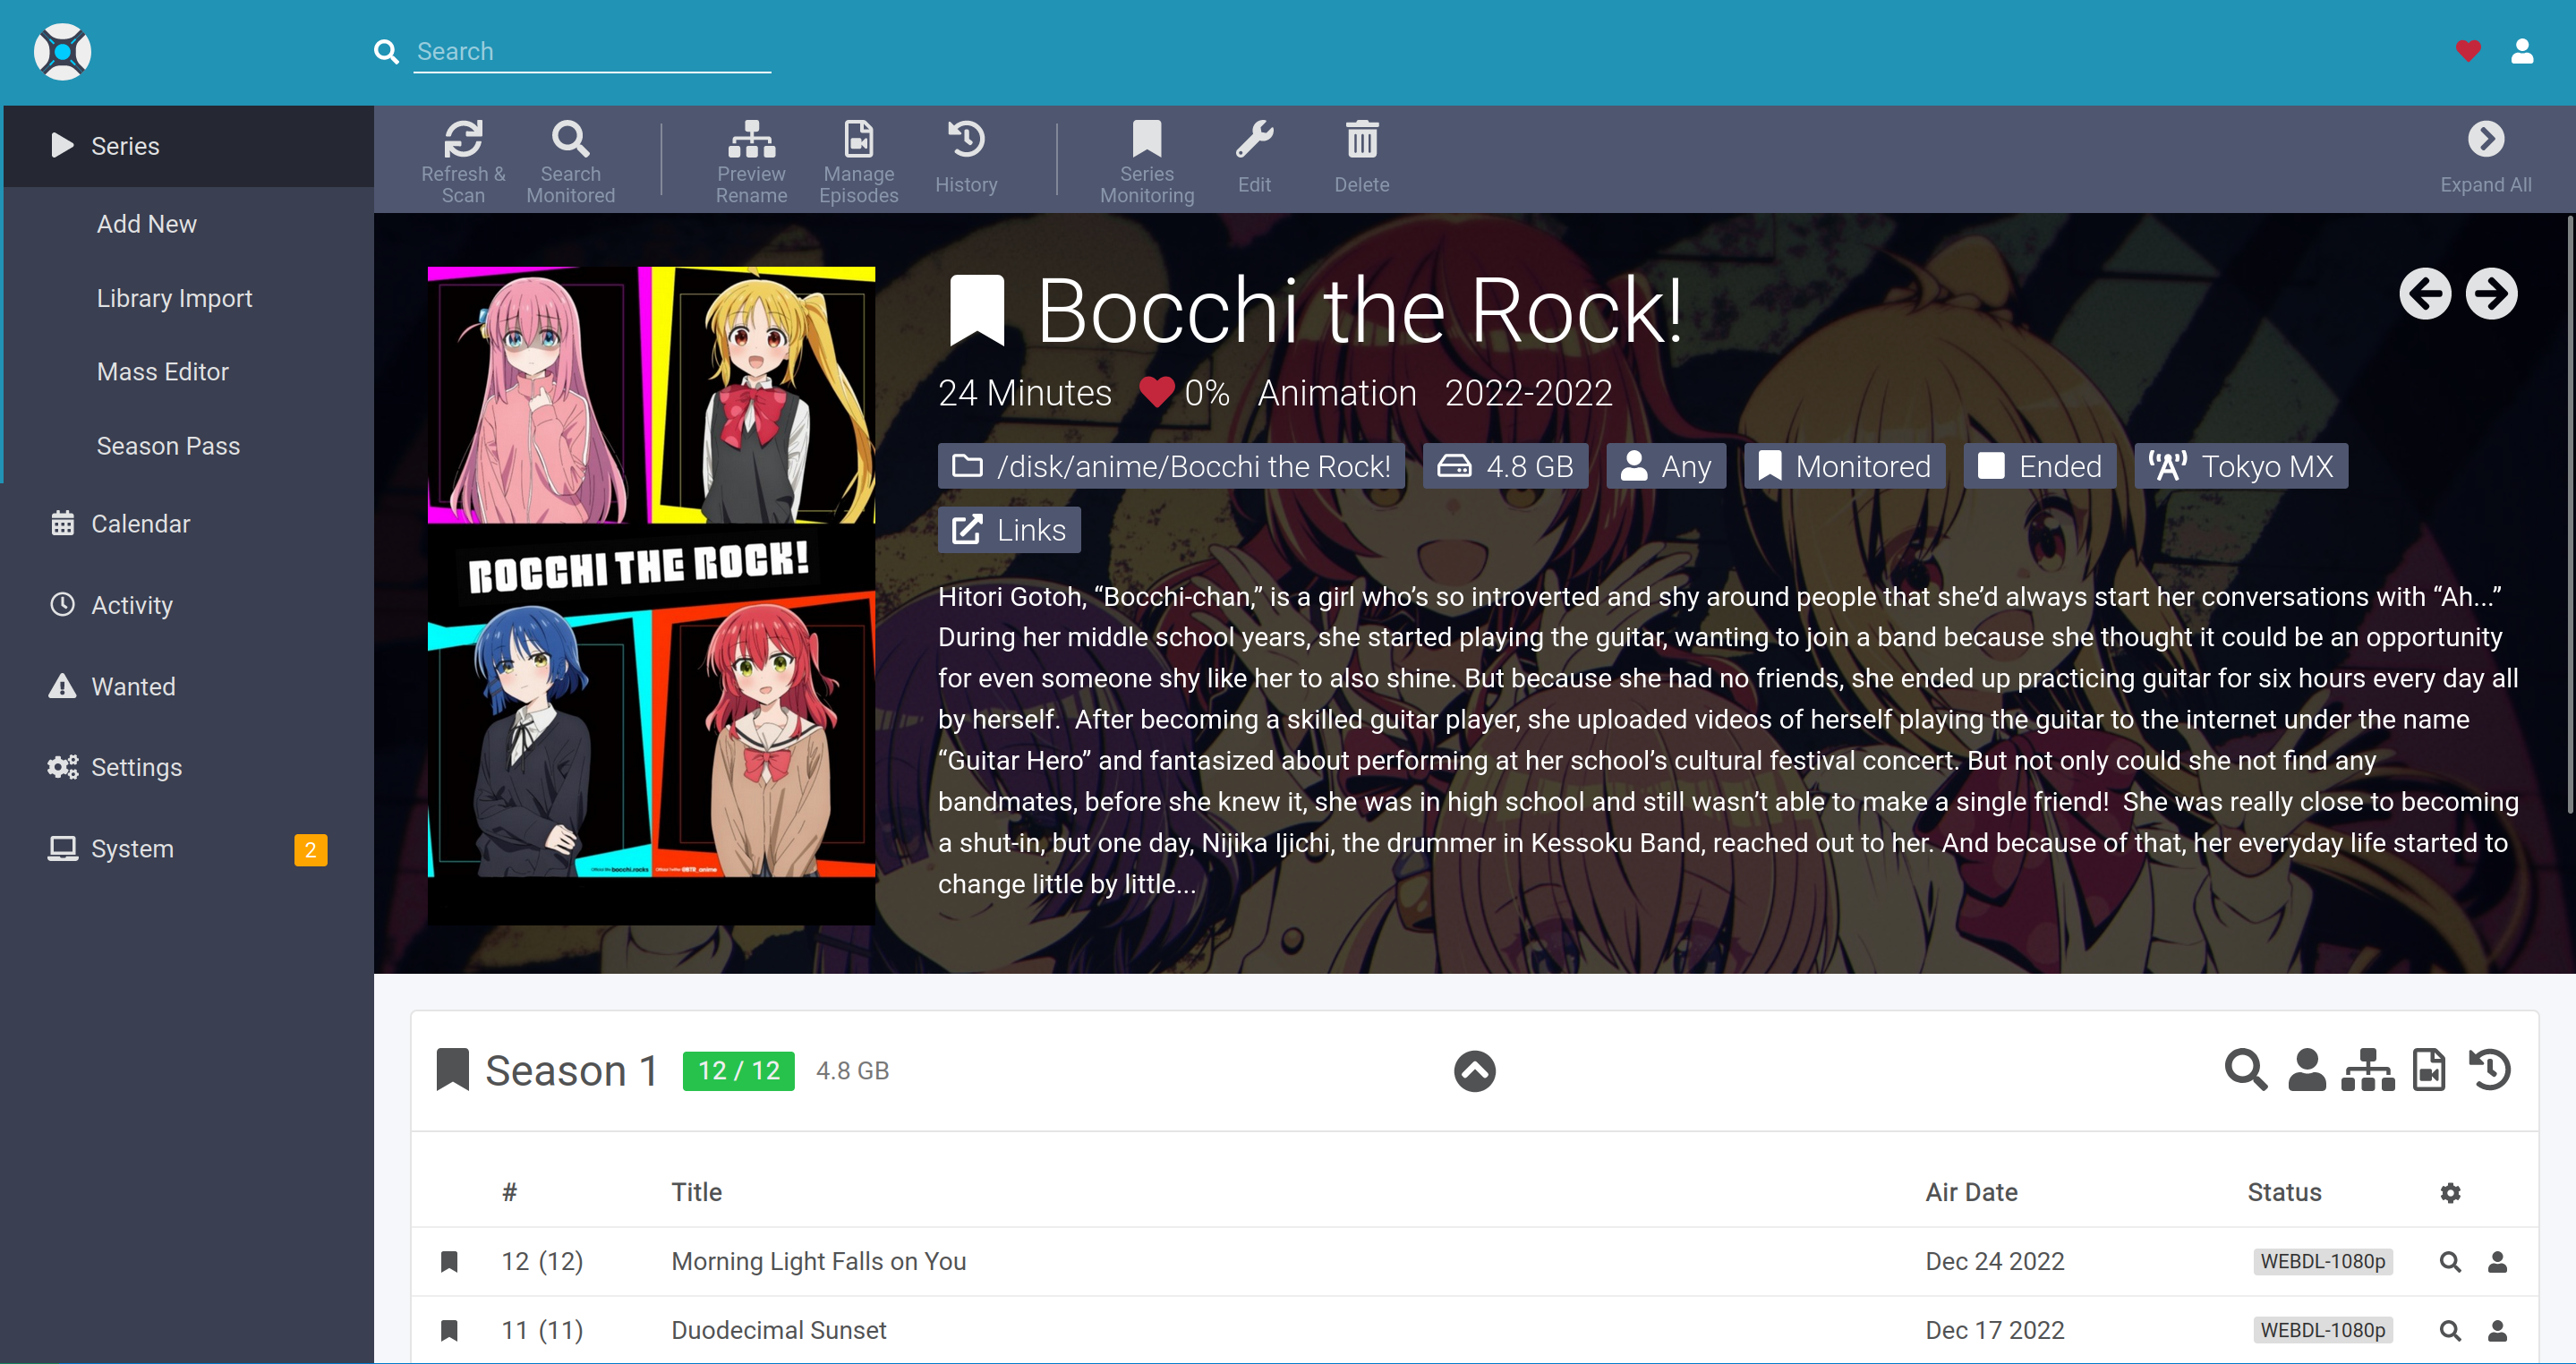 Search
Series
Add New
Library Import
Mass Editor
Season Pass
Calendar
Activity
Wanted
Settings
System 2
Refresh &
Scan
Search
Monitored
Preview
Rename
Manage
Episodes
History
Series
Monitoring
Edit
Delete
Expand All
BOCCHI THE ROCK!
Bocchi the Rock!
24 Minutes 0% Animation 2022-2022
/disk/anime/Bocchi the Rock! 4.8 GB Any Monitored Ended Tokyo MX
Links
Hitori Gotoh, “Bocchi-chan,” is a girl who’s so introverted and shy around people that she’d always start her conversations with “Ah...”
During her middle school years, she started playing the guitar, wanting to join a band because she thought it could be an opportunity
for even someone shy like her to also shine. But because she had no friends, she ended up practicing guitar for six hours every day all
by herself.  After becoming a skilled guitar player, she uploaded videos of herself playing the guitar to the internet under the name
“Guitar Hero” and fantasized about performing at her school’s cultural festival concert. But not only could she not find any
bandmates, before she knew it, she was in high school and still wasn’t able to make a single friend!  She was really close to becoming
a shut-in, but one day, Nijika Ijichi, the drummer in Kessoku Band, reached out to her. And because of that, her everyday life started to
change little by little...
Season 1 12 / 12 4.8 GB
# Title Air Date Status
12 (12) Morning Light Falls on You Dec 24 2022 WEBDL-1080p
11 (11) Duodecimal Sunset Dec 17 2022 WEBDL-1080p